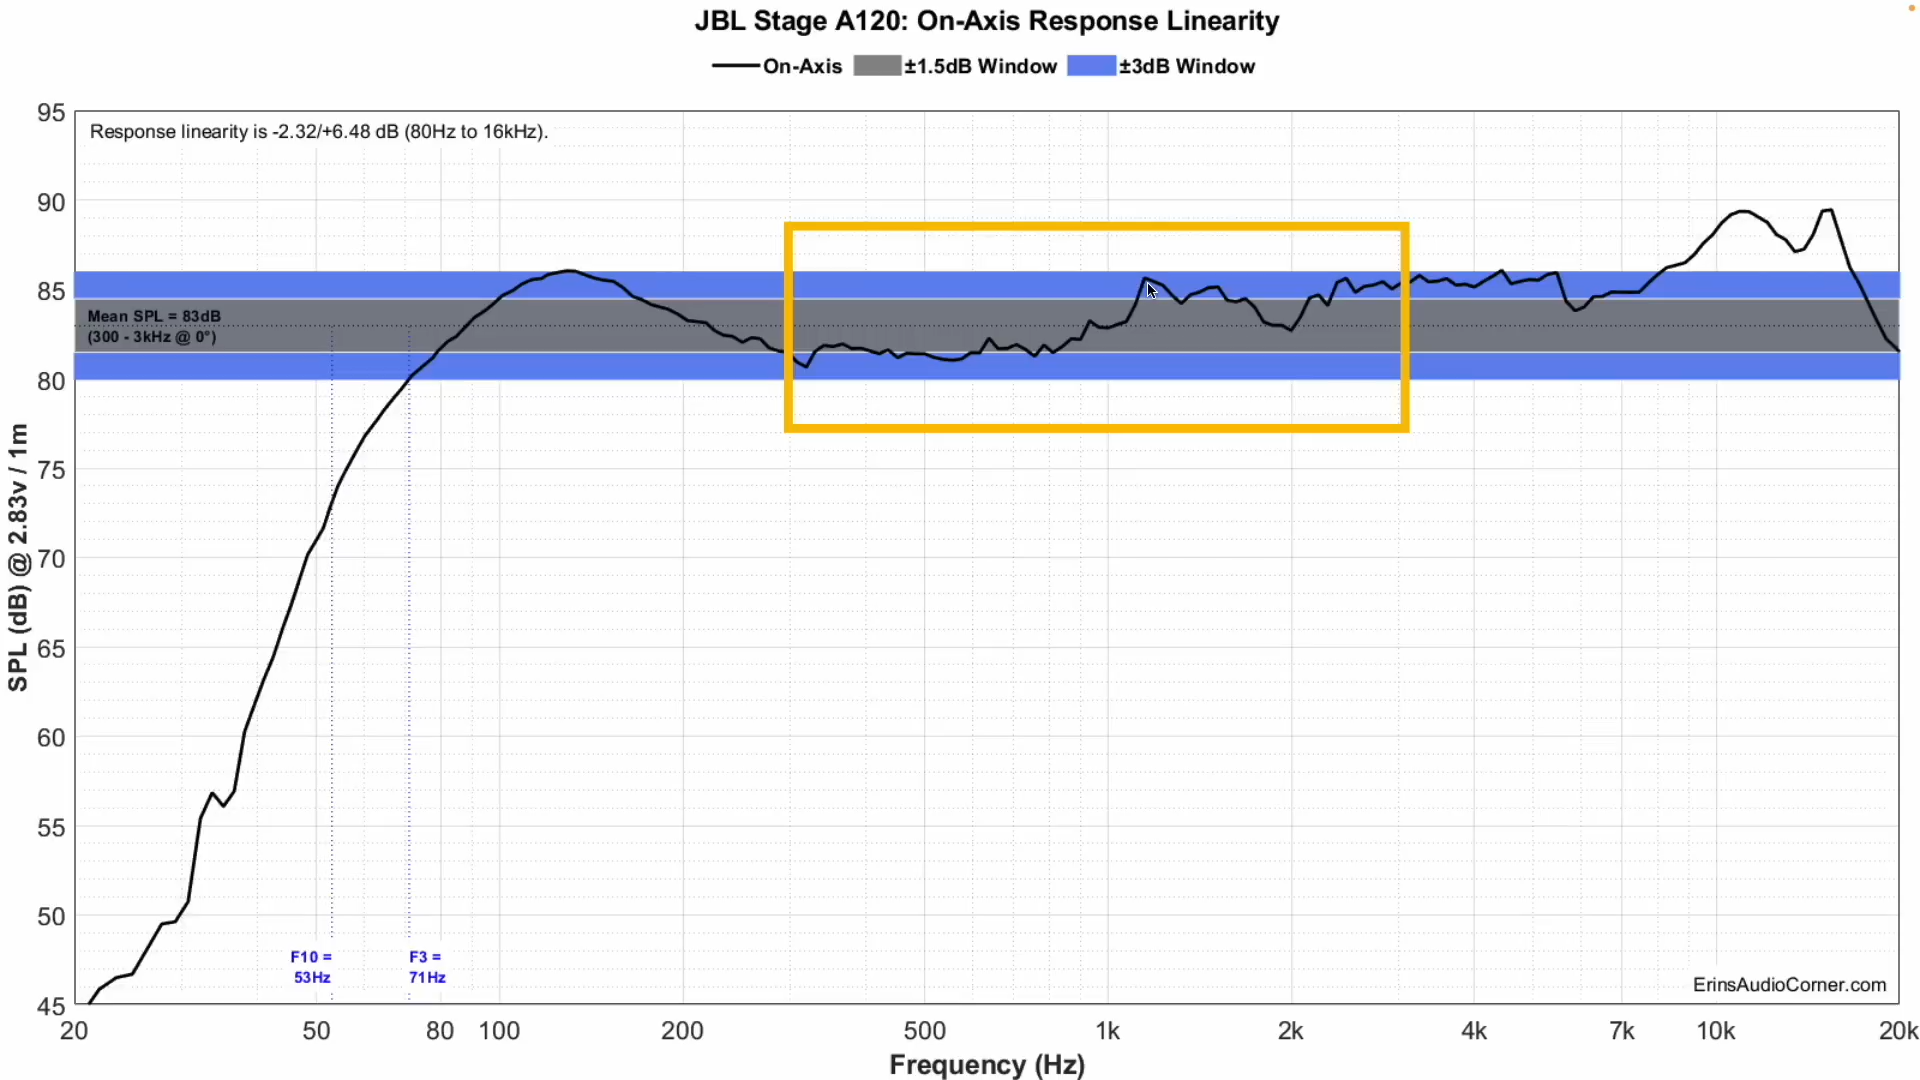 JBL Stage A120: On-Axis Response Linearity
On-Axis ±1.5dB Window ±3dB Window
Response linearity is -2.32/+6.48 dB (80Hz to 16kHz).
95
90
85
80
75
70
65
60
55
50
45
SPL (dB) @ 2.83v / 1m
Mean SPL = 83dB
(300 - 3kHz @ 0°)
F10 =
53Hz
F3 =
71Hz
ErinsAudioCorner.com
20 50 80 100 200 500 1k 2k 4k 7k 10k 20k
Frequency (Hz)